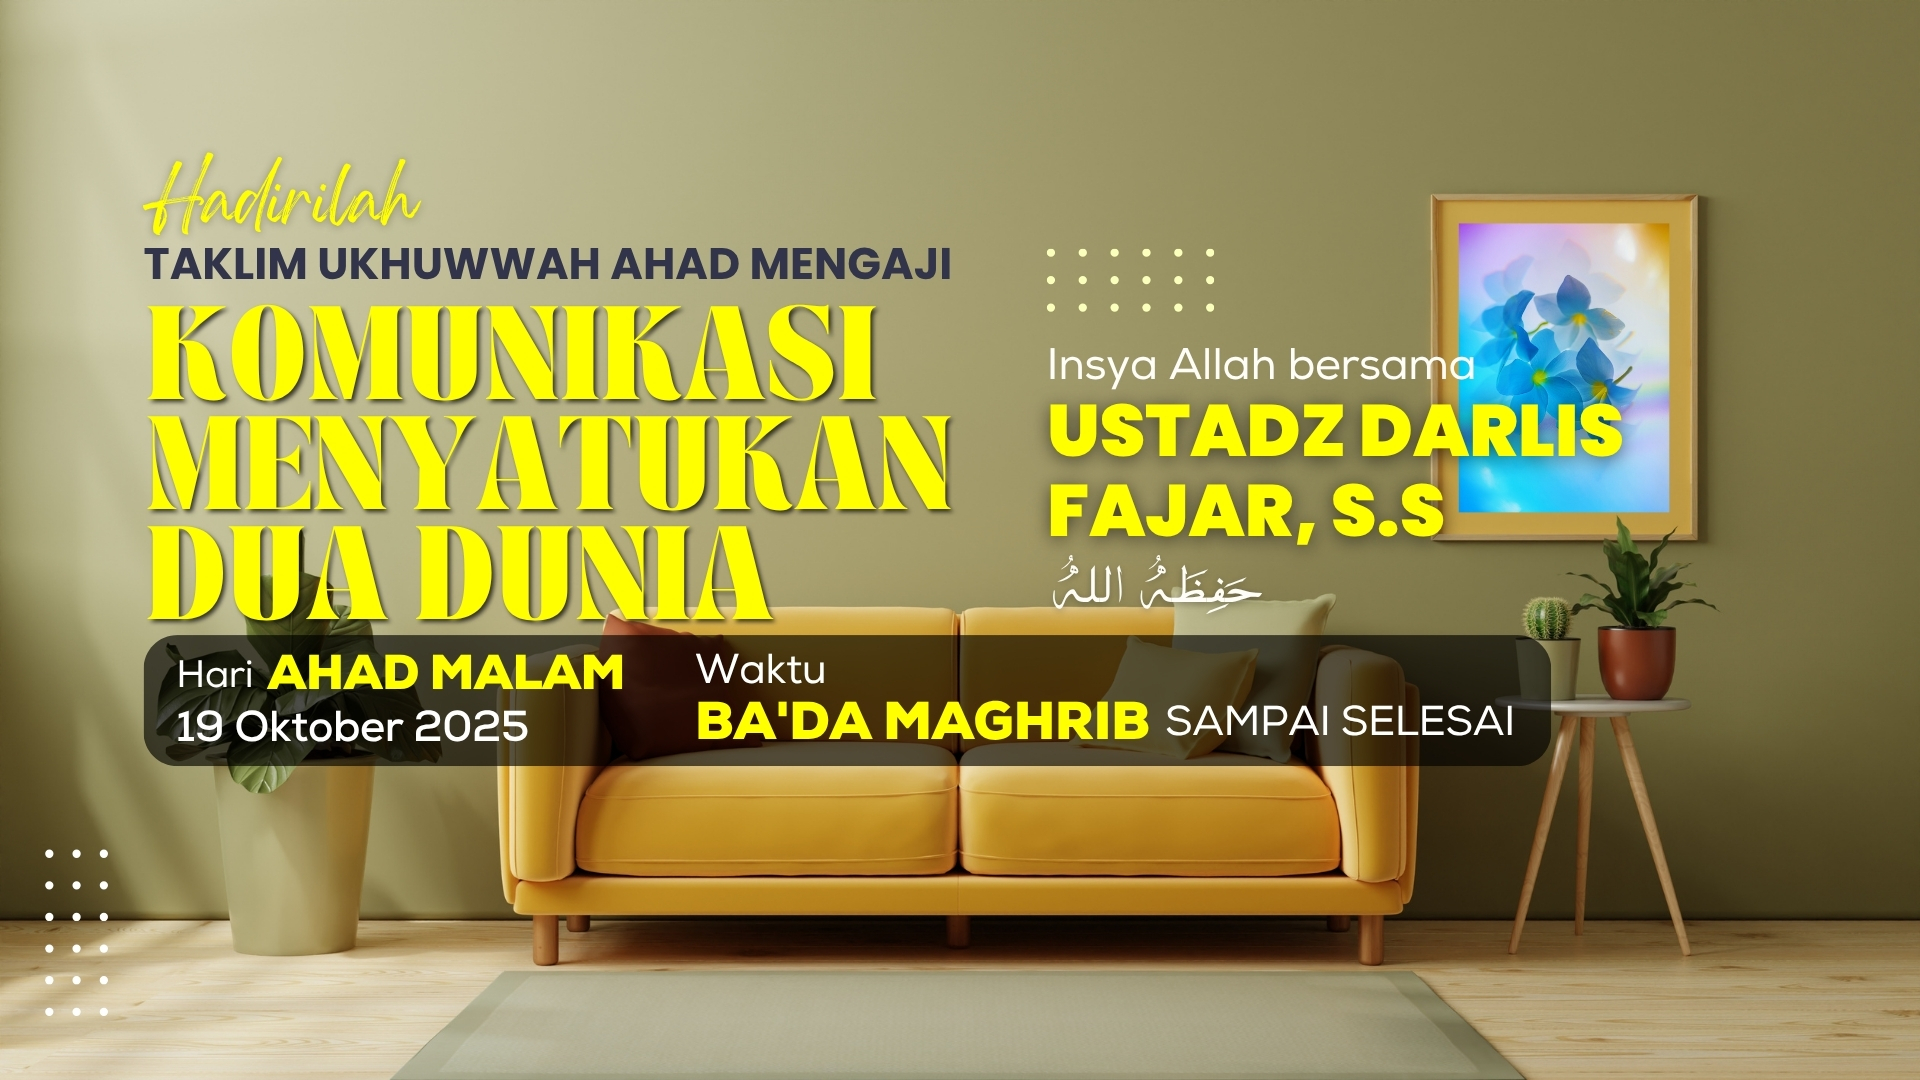 Hadirilah
TAKLIM UKHUWWAH AHAD MENGAJI
KOMUNIKASI
MENYATUKAN
DUA DUNIA
Insya Allah bersama
USTADZ DARLIS
FAJAR, S.S
حَفِظَهُ اللهُ
Hari AHAD MALAM
19 Oktober 2025
Waktu
BA'DA MAGHRIB SAMPAI SELESAI